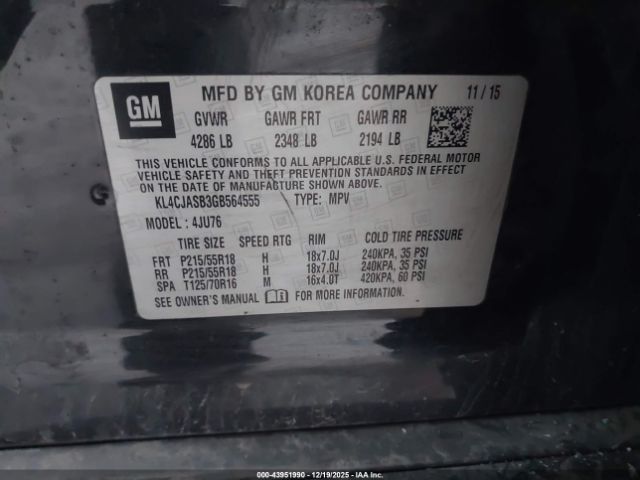 GM
MFD BY GM KOREA COMPANY 11 / 15
GVWR GAWR FRT GAWR RR
4286 LB 2348 LB 2194 LB
THIS VEHICLE CONFORMS TO ALL APPLICABLE U.S. FEDERAL MOTOR
VEHICLE SAFETY AND THEFT PREVENTION STANDARDS IN EFFECT
ON THE DATE OF MANUFACTURE SHOWN ABOVE.
KL4CJASB3GB564555 TYPE: MPV
MODEL : 4JU76
TIRE SIZE SPEED RTG RIM COLD TIRE PRESSURE
FRT P215/55R18 H 18x7.0J 240KPA, 35 PSI
RR P215/55R18 H 18x7.0J 240KPA, 35 PSI
SPA T125/70R16 M 16x4.0T 420KPA, 60 PSI
SEE OWNER'S MANUAL FOR MORE INFORMATION.
000-43951990 - 12/19/2025 - IAAI.COM